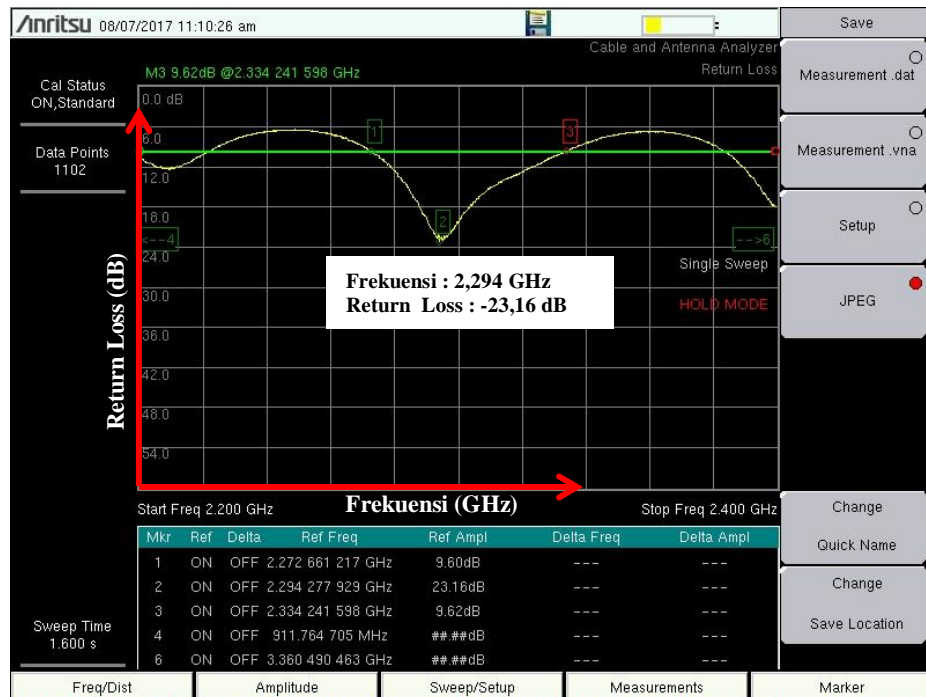 Anritsu 08/07/2017 11:10:26 am
Save
Cable and Antenna Analyzer
Return Loss
M3 9.62dB @2.334 241 598 GHz
Cal Status
ON,Standard
Data Points
1102
Sweep Time
1.600 s
Return Loss (dB)
0.0 dB
6.0
12.0
18.0
24.0
30.0
36.0
42.0
48.0
54.0
1
2
3
<--4
-->6
Single Sweep
HOLD MODE
Frekuensi : 2,294 GHz
Return Loss : -23,16 dB
Frekuensi (GHz)
Start Freq 2.200 GHz
Stop Freq 2.400 GHz
Mkr Ref Delta Ref Freq Ref Ampl Delta Freq Delta Ampl
1 ON OFF 2.272 661 217 GHz 9.60dB --- ---
2 ON OFF 2.294 277 929 GHz 23.16dB --- ---
3 ON OFF 2.334 241 598 GHz 9.62dB --- ---
4 ON OFF 911.764 705 MHz ##.##dB --- ---
6 ON OFF 3.360 490 463 GHz ##.##dB --- ---
Measurement .dat
Measurement .vna
Setup
JPEG
Change
Quick Name
Change
Save Location
Freq/Dist
Amplitude
Sweep/Setup
Measurements
Marker